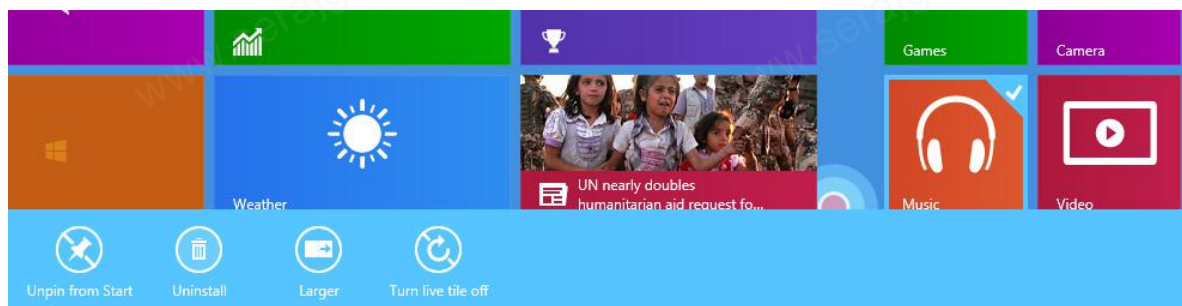 Games
Camera
Weather
UN nearly doubles
humanitarian aid request fo...
Music
Video
Unpin from Start
Uninstall
Larger
Turn live tile off